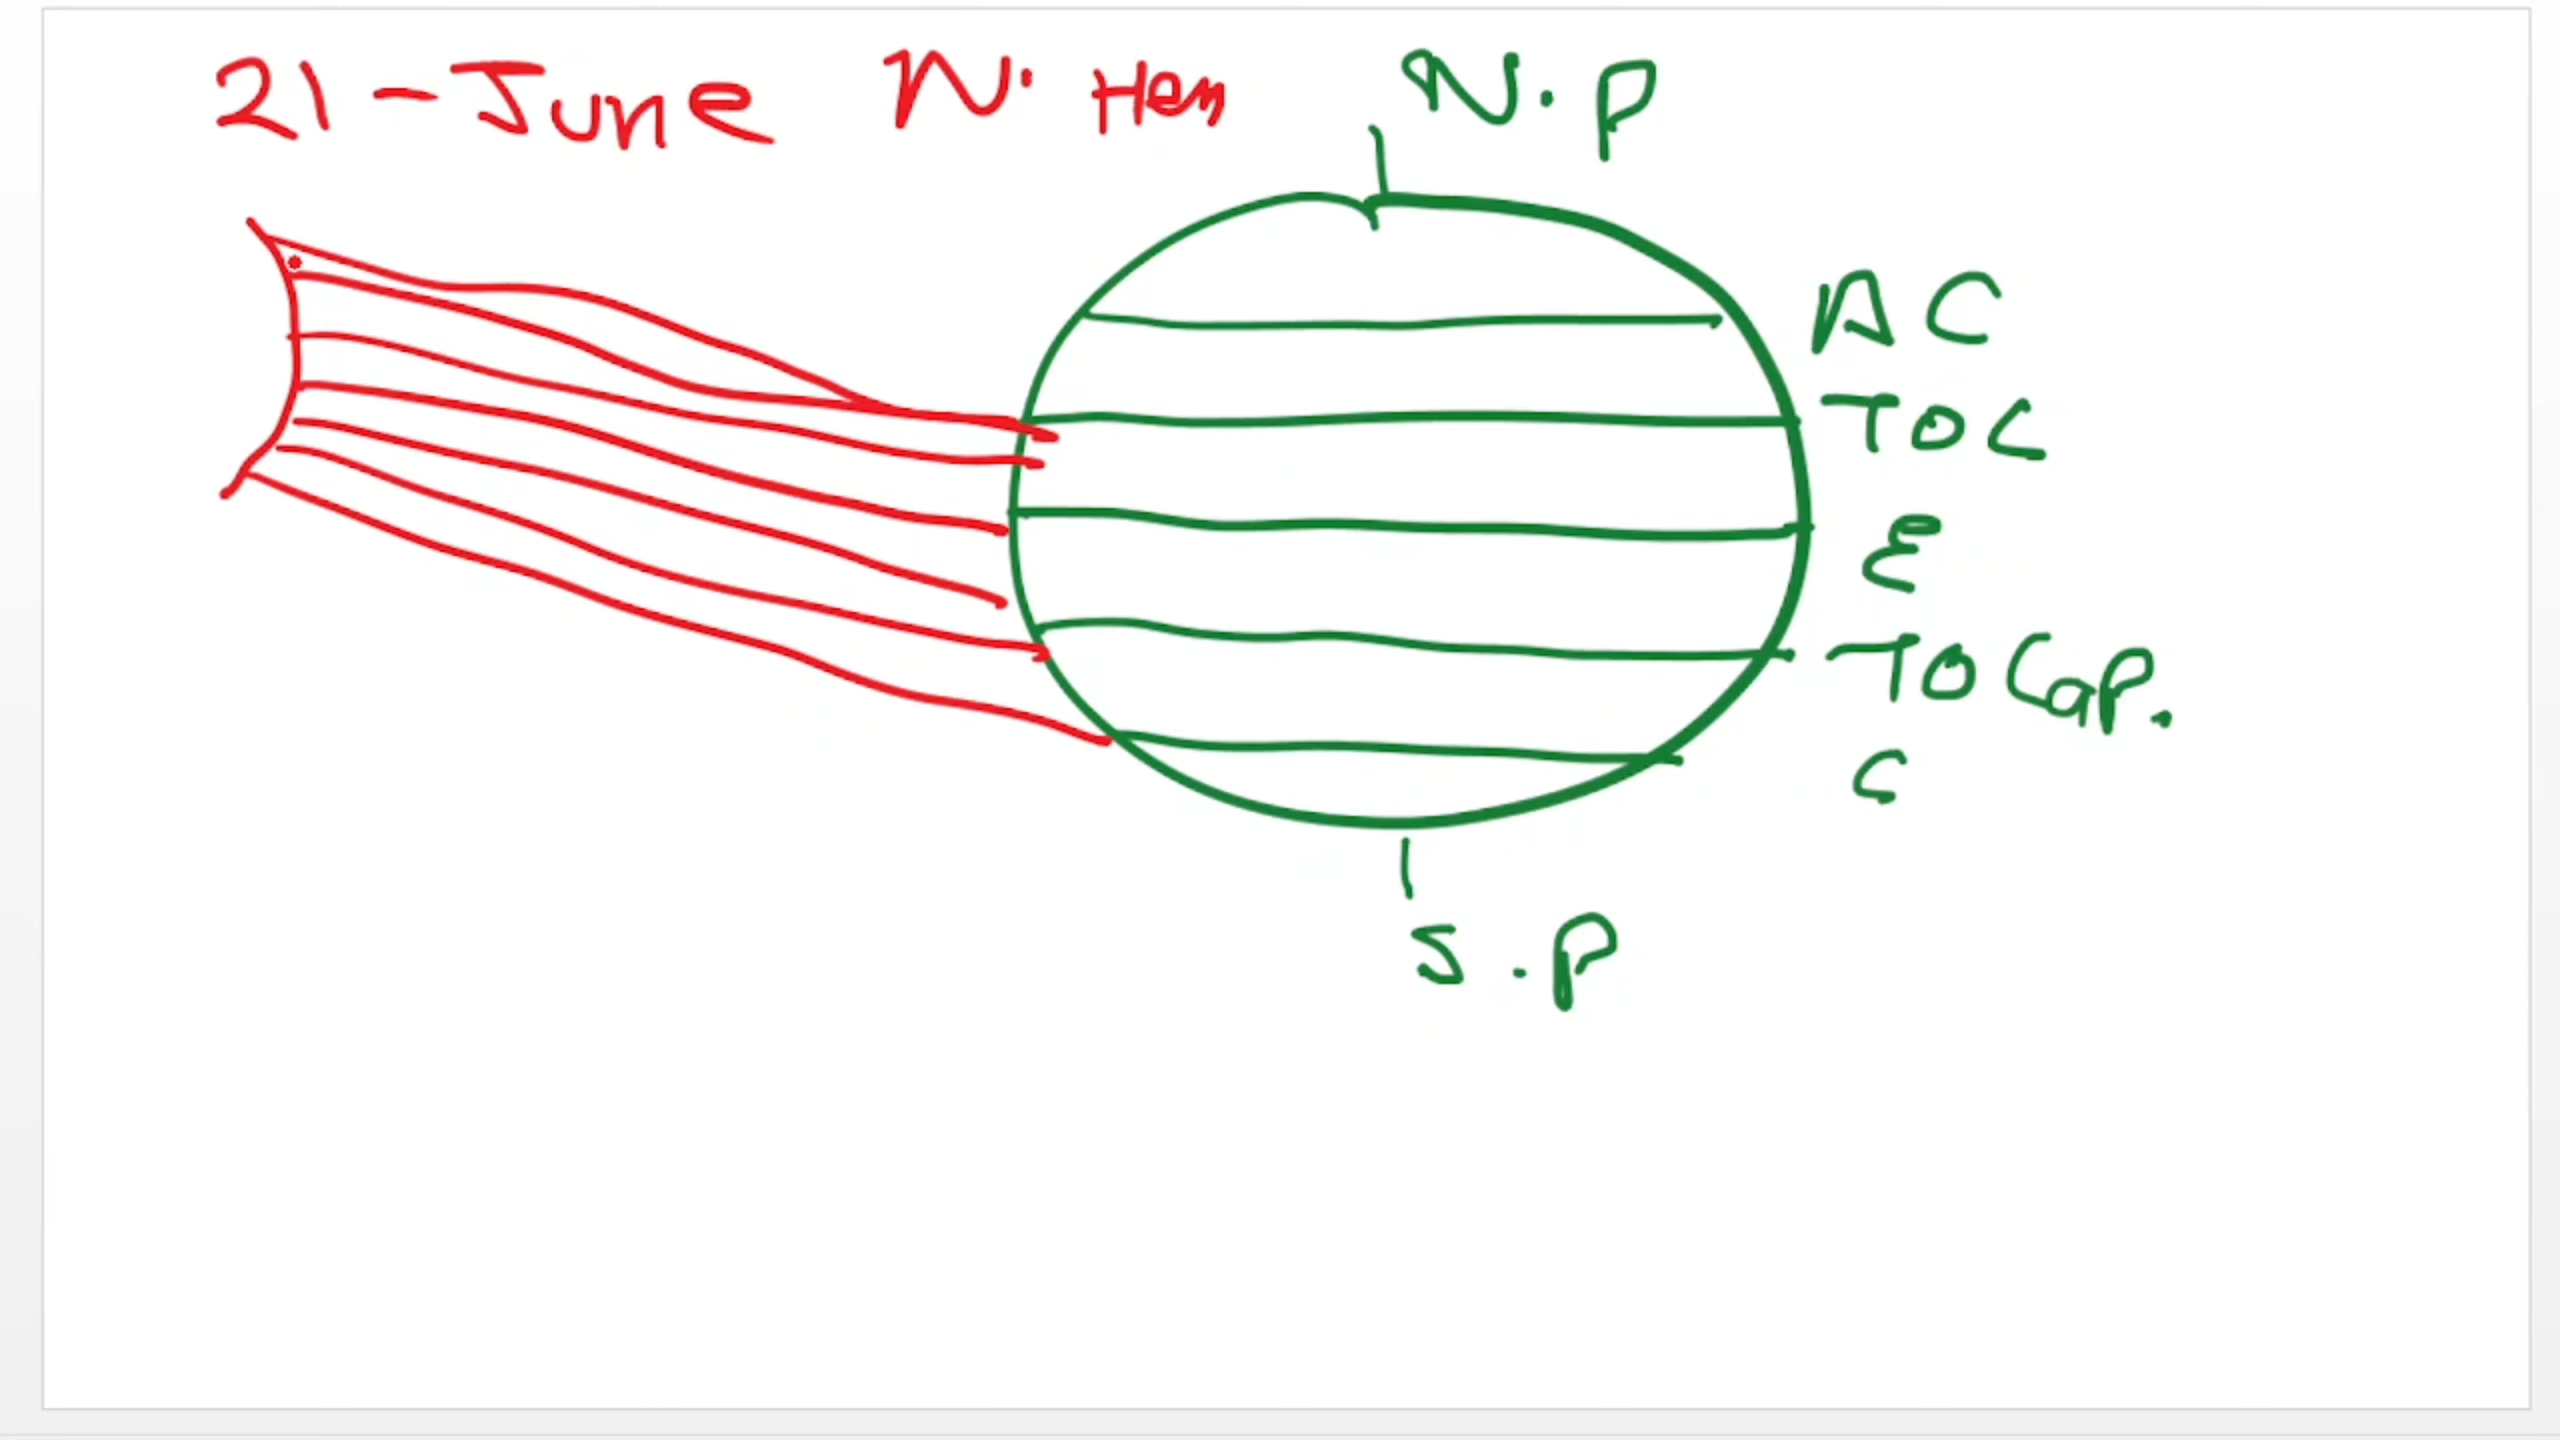 21-June N. Hem N.P
AC
TOC
E
TO Cap.
C
S.P